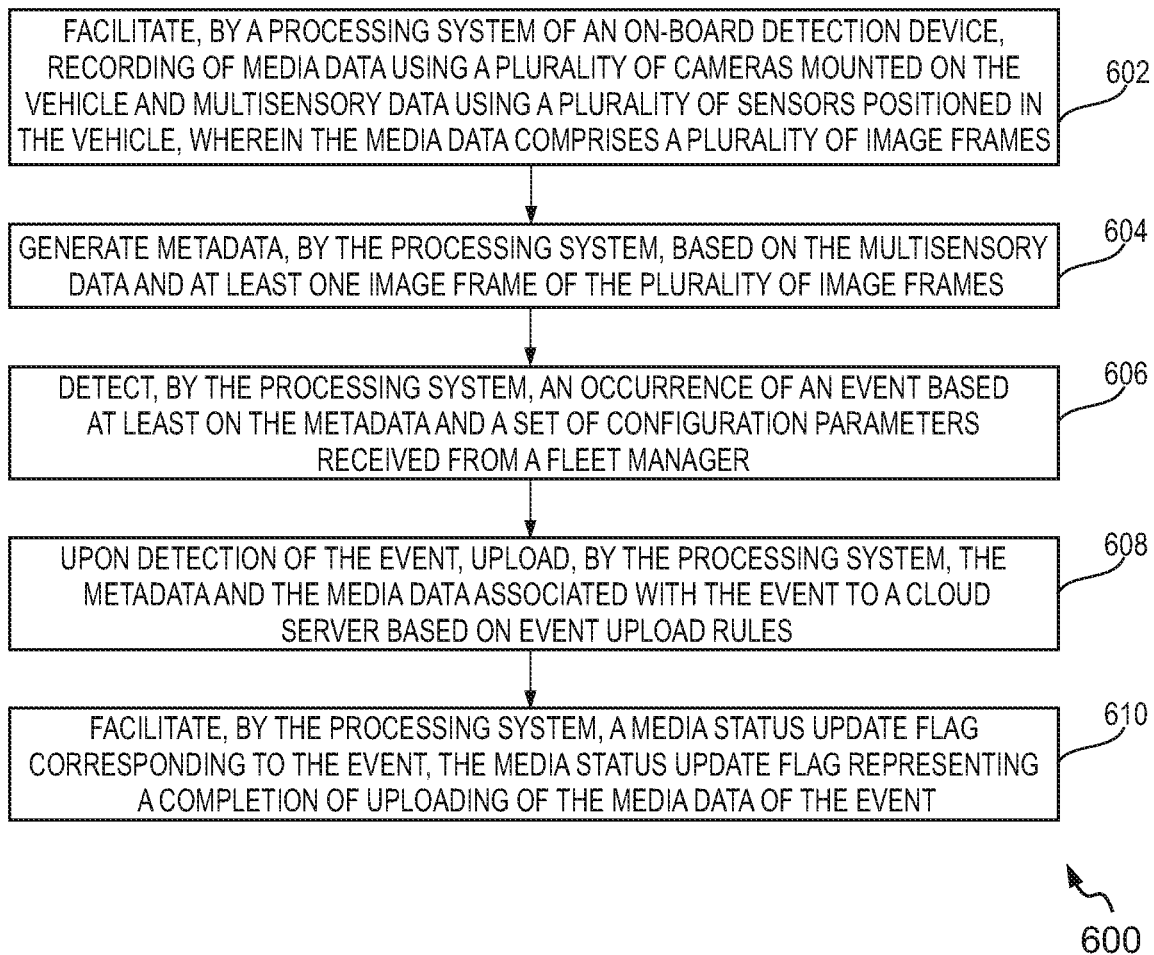 FACILITATE, BY A PROCESSING SYSTEM OF AN ON-BOARD DETECTION DEVICE,
RECORDING OF MEDIA DATA USING A PLURALITY OF CAMERAS MOUNTED ON THE
VEHICLE AND MULTISENSORY DATA USING A PLURALITY OF SENSORS POSITIONED IN
THE VEHICLE, WHEREIN THE MEDIA DATA COMPRISES A PLURALITY OF IMAGE FRAMES
602
GENERATE METADATA, BY THE PROCESSING SYSTEM, BASED ON THE MULTISENSORY
DATA AND AT LEAST ONE IMAGE FRAME OF THE PLURALITY OF IMAGE FRAMES
604
DETECT, BY THE PROCESSING SYSTEM, AN OCCURRENCE OF AN EVENT BASED
AT LEAST ON THE METADATA AND A SET OF CONFIGURATION PARAMETERS
RECEIVED FROM A FLEET MANAGER
606
UPON DETECTION OF THE EVENT, UPLOAD, BY THE PROCESSING SYSTEM, THE
METADATA AND THE MEDIA DATA ASSOCIATED WITH THE EVENT TO A CLOUD
SERVER BASED ON EVENT UPLOAD RULES
608
FACILITATE, BY THE PROCESSING SYSTEM, A MEDIA STATUS UPDATE FLAG
CORRESPONDING TO THE EVENT, THE MEDIA STATUS UPDATE FLAG REPRESENTING
A COMPLETION OF UPLOADING OF THE MEDIA DATA OF THE EVENT
610
600